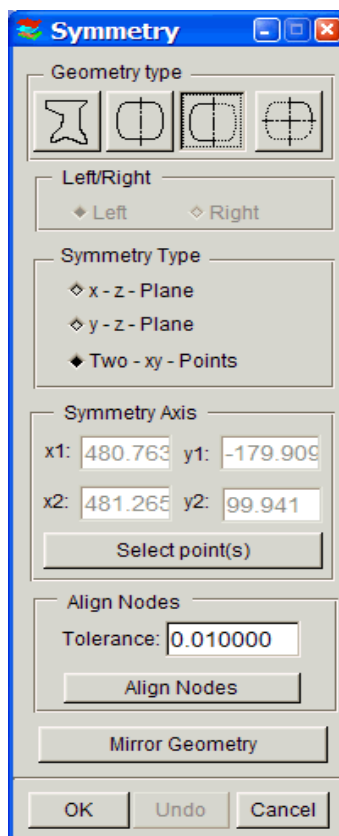 Symmetry
Geometry type
Left/Right
Left Right
Symmetry Type
x - z - Plane
y - z - Plane
Two - xy - Points
Symmetry Axis
x1: 480.763 y1: -179.909
x2: 481.265 y2: 99.941
Select point(s)
Align Nodes
Tolerance: 0.010000
Align Nodes
Mirror Geometry
OK Undo Cancel